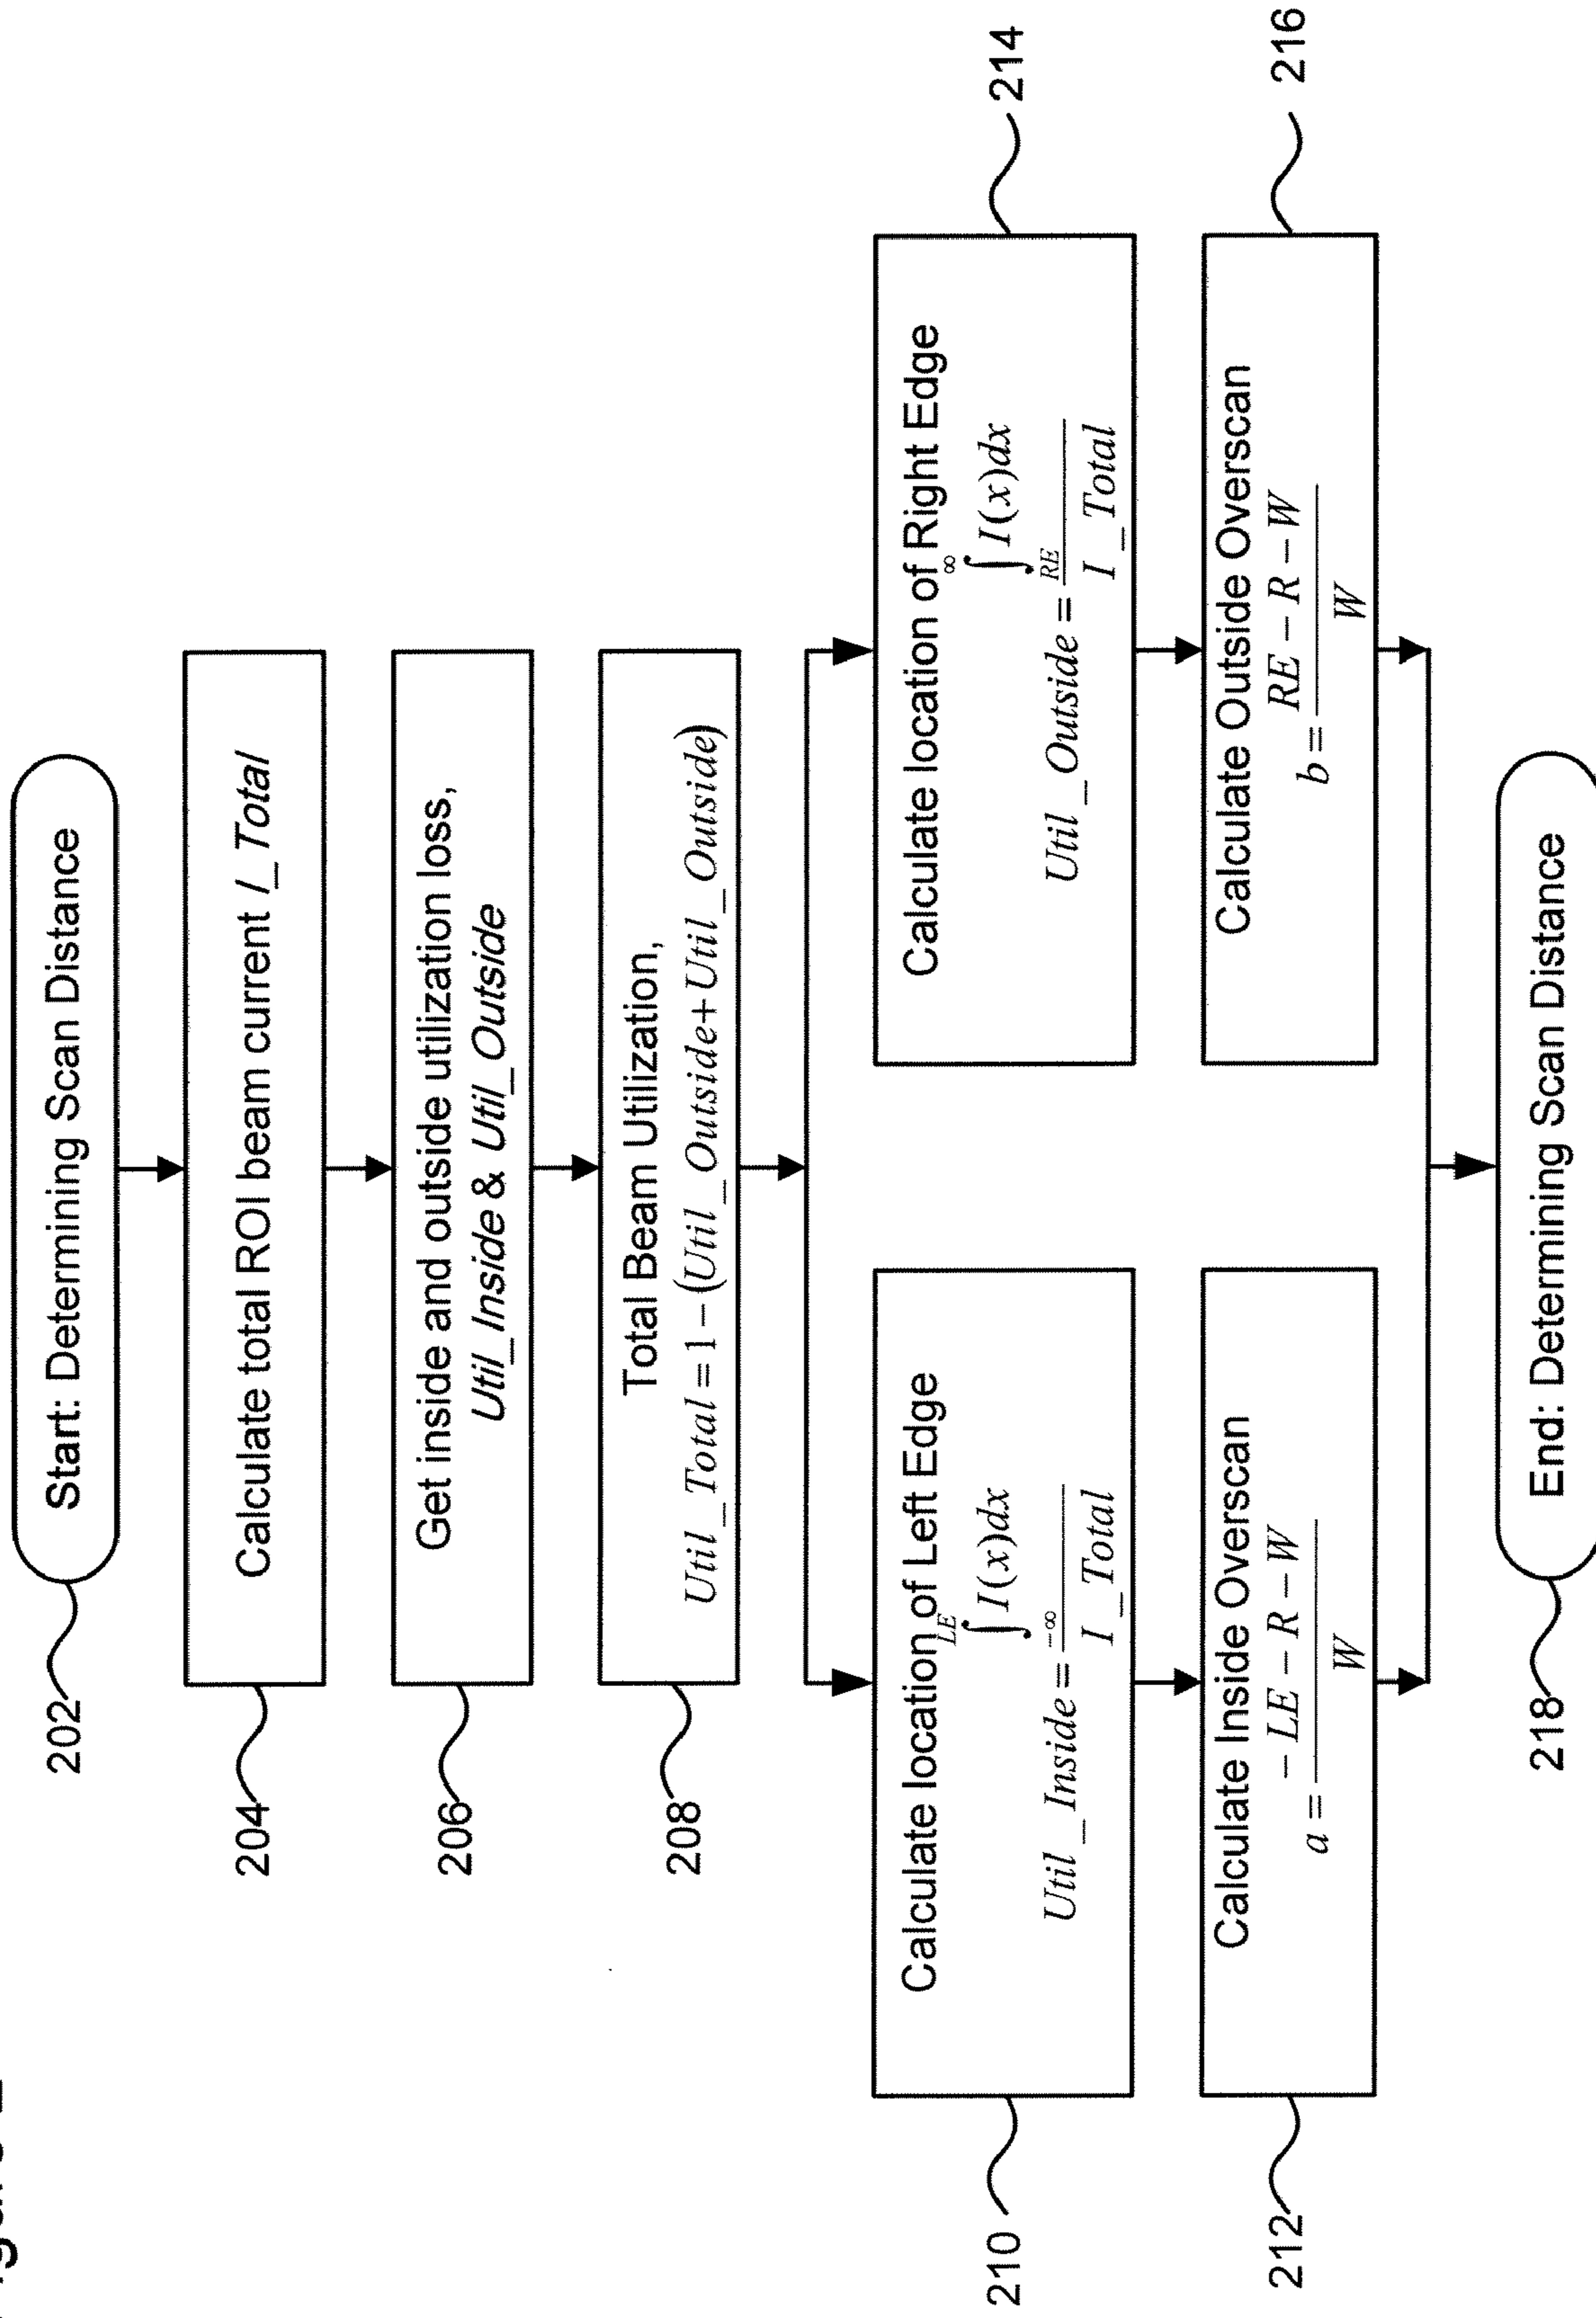 Start: Determining Scan Distance
202
Calculate total ROI beam current I_Total
204
Get inside and outside utilization loss,
Util_Inside & Util_Outside
206
Total Beam Utilization,
Util_Total = 1 − (Util_Outside + Util_Outside)
208
Calculate location of Left Edge
Util_Inside = ∫_{−∞}^{LE} I(x)dx / I_Total
210
Calculate Inside Overscan
a = (−LE − R − W) / W
212
Calculate location of Right Edge
Util_Outside = ∫_{RE}^{∞} I(x)dx / I_Total
214
Calculate Outside Overscan
b = (RE − R − W) / W
216
End: Determining Scan Distance
218